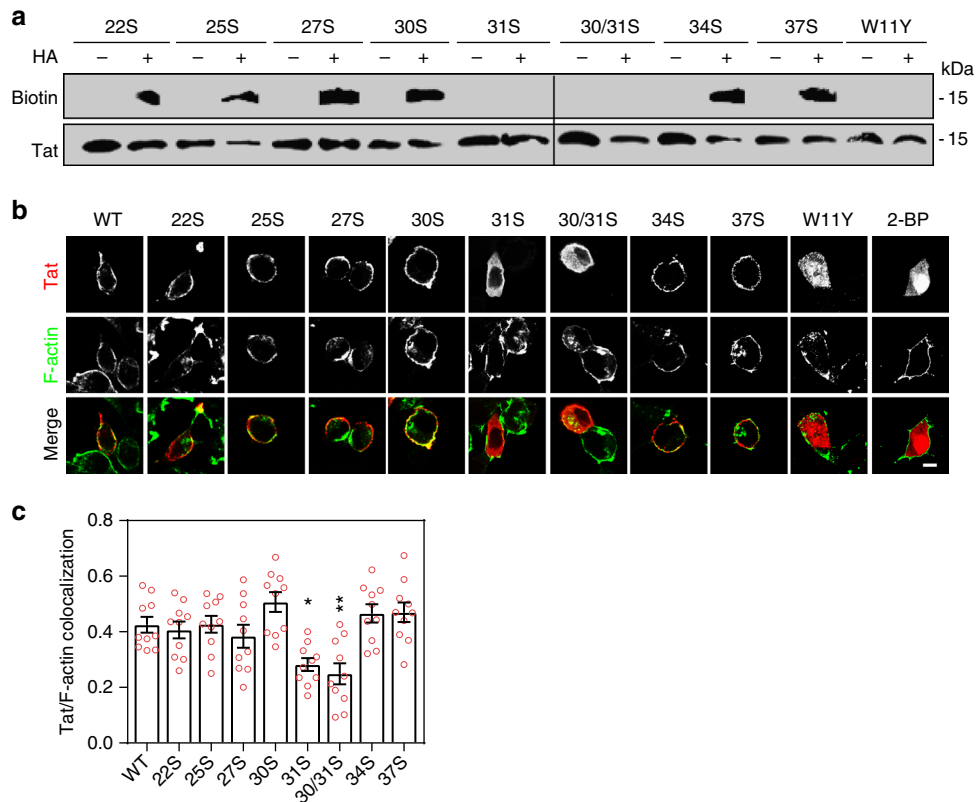 a
22S 25S 27S 30S 31S 30/31S 34S 37S W11Y
HA − + − + − + − + − + − + − + − + − + kDa
Biotin - 15
Tat - 15
b
WT 22S 25S 27S 30S 31S 30/31S 34S 37S W11Y 2-BP
Tat
F-actin
Merge
c
Tat/F-actin colocalization
0.8
0.6
0.4
0.2
0.0
* **
WT 22S 25S 27S 30S 31S 30/31S 34S 37S